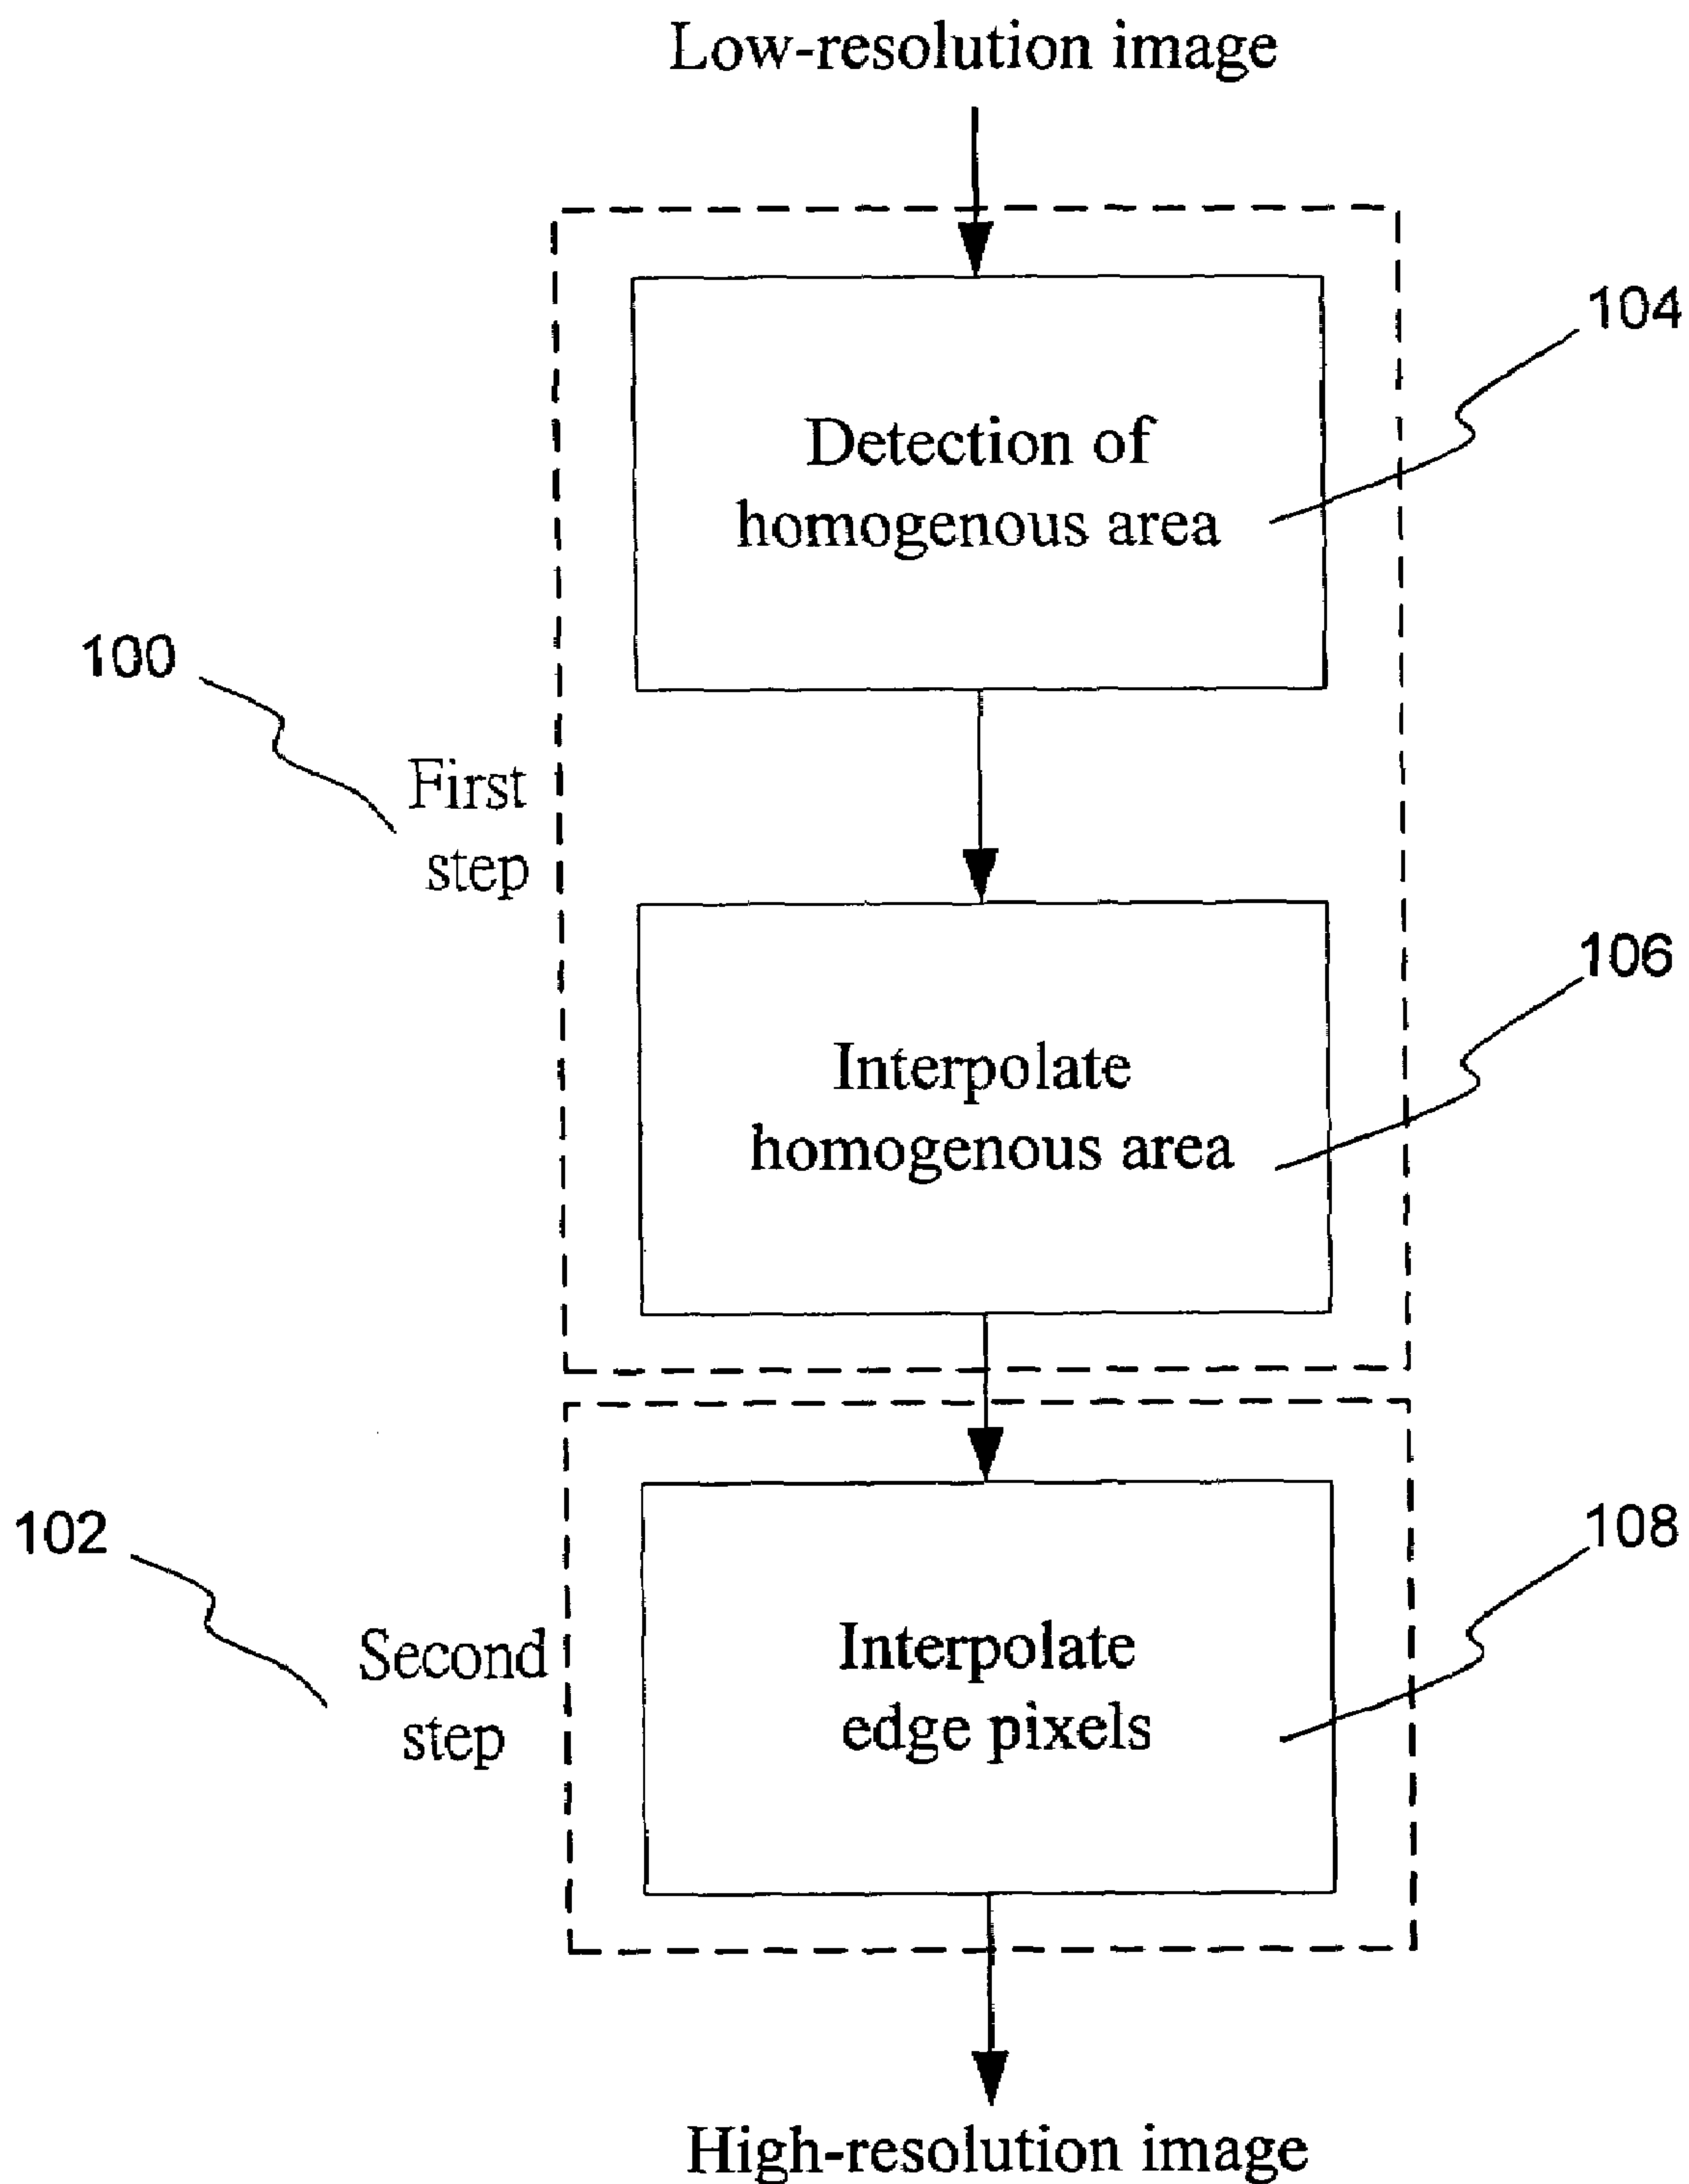 Low-resolution image
104
Detection of
homogenous area
100
First
step
106
Interpolate
homogenous area
102
Second
step
108
Interpolate
edge pixels
High-resolution image